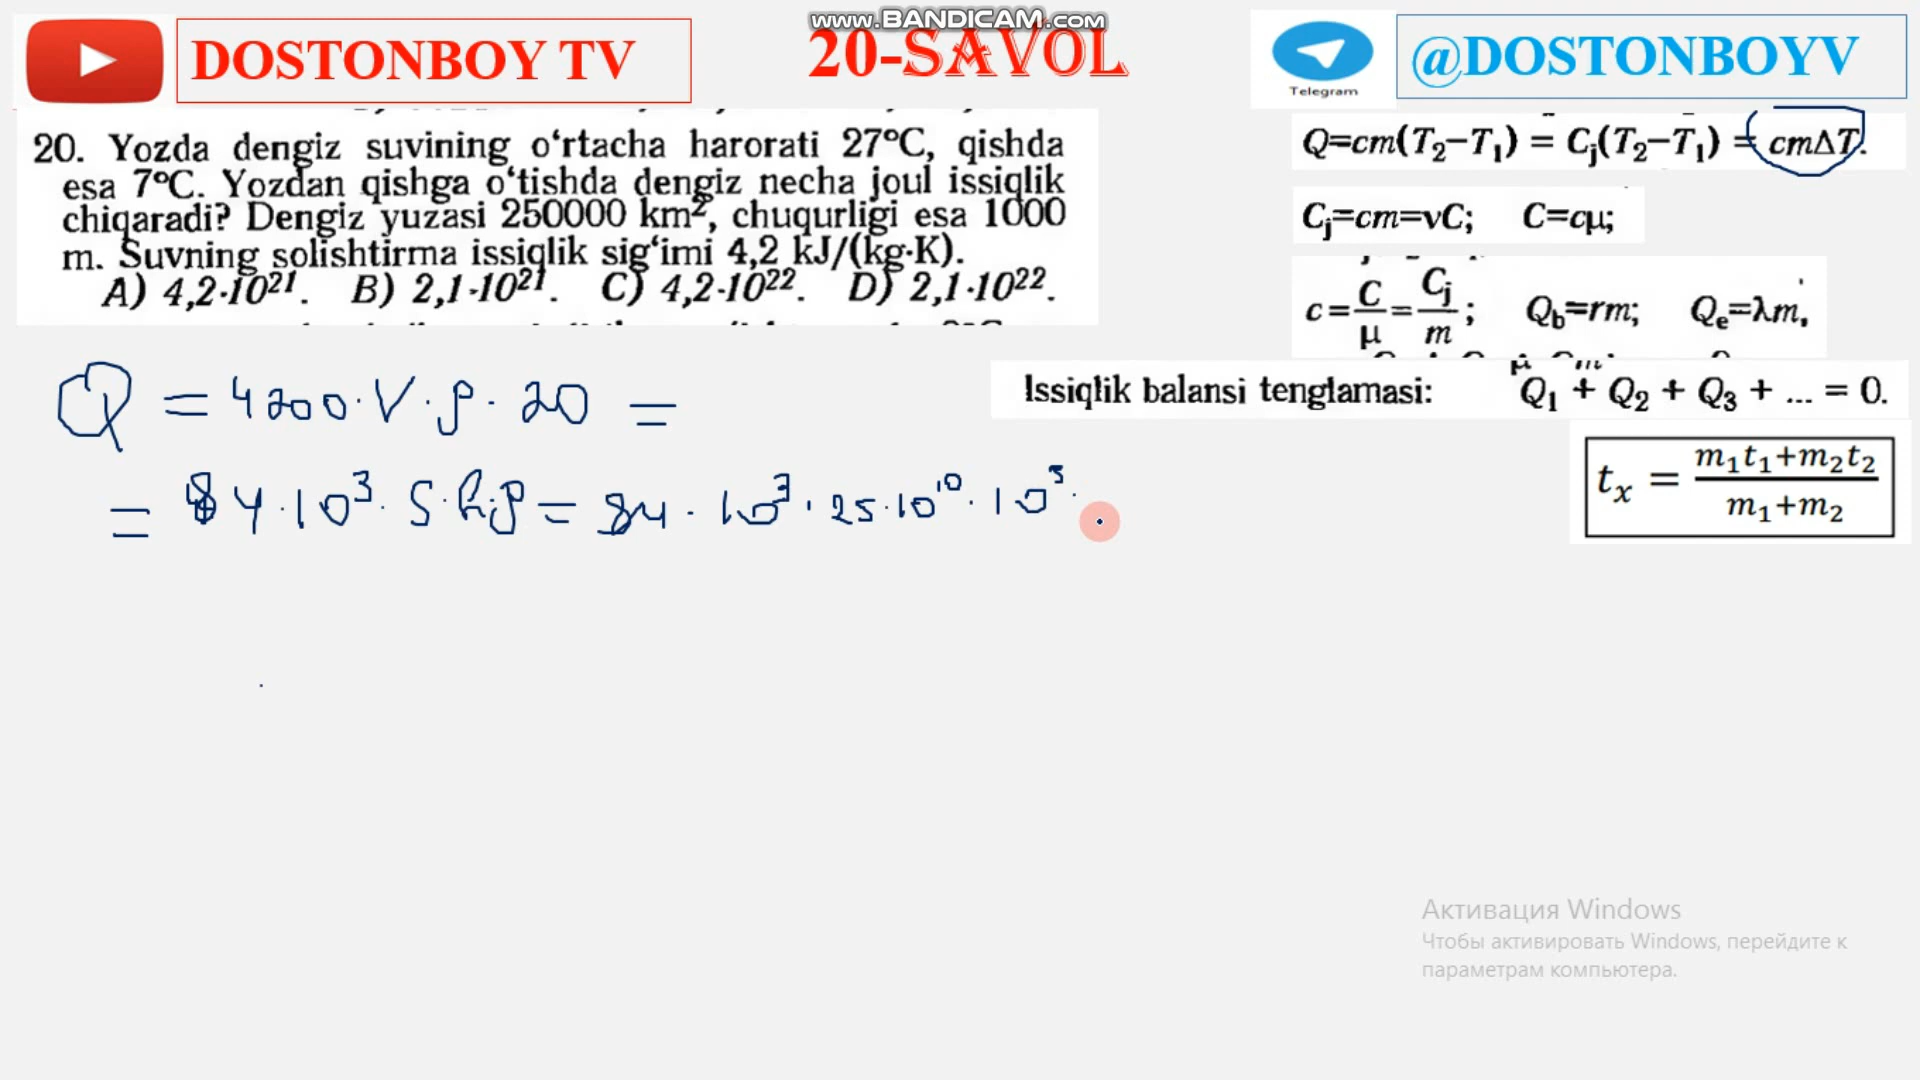 www.BANDICAM.com
DOSTONBOY TV
20-SAVOL
Telegram
@DOSTONBOYV
20. Yozda dengiz suvining o‘rtacha harorati 27°C, qishda
esa 7°C. Yozdan qishga o‘tishda dengiz necha joul issiqlik
chiqaradi? Dengiz yuzasi 250000 km², chuqurligi esa 1000
m. Suvning solishtirma issiqlik sig‘imi 4,2 kJ/(kg·K).
A) 4,2·10²¹. B) 2,1·10²¹. C) 4,2·10²². D) 2,1·10²².
Q=cm(T₂−T₁) = Cⱼ(T₂−T₁) = cmΔT.
Cⱼ=cm=νC; C=cμ;
c=C/μ=Cⱼ/m; Q_b=rm; Q_e=λm,
Issiqlik balansi tenglamasi: Q₁ + Q₂ + Q₃ + ... = 0.
tₓ = (m₁t₁+m₂t₂)/(m₁+m₂)
Q = 4200·V·ρ·20 =
= 84·10³·S·h·ρ = 84·10³·25·10¹⁰·10³·
Активация Windows
Чтобы активировать Windows, перейдите к
параметрам компьютера.